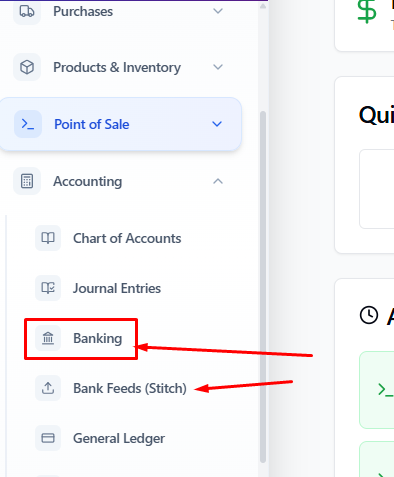 Purchases
Products & Inventory
Point of Sale
Accounting
Chart of Accounts
Journal Entries
Banking
Bank Feeds (Stitch)
General Ledger
Qui